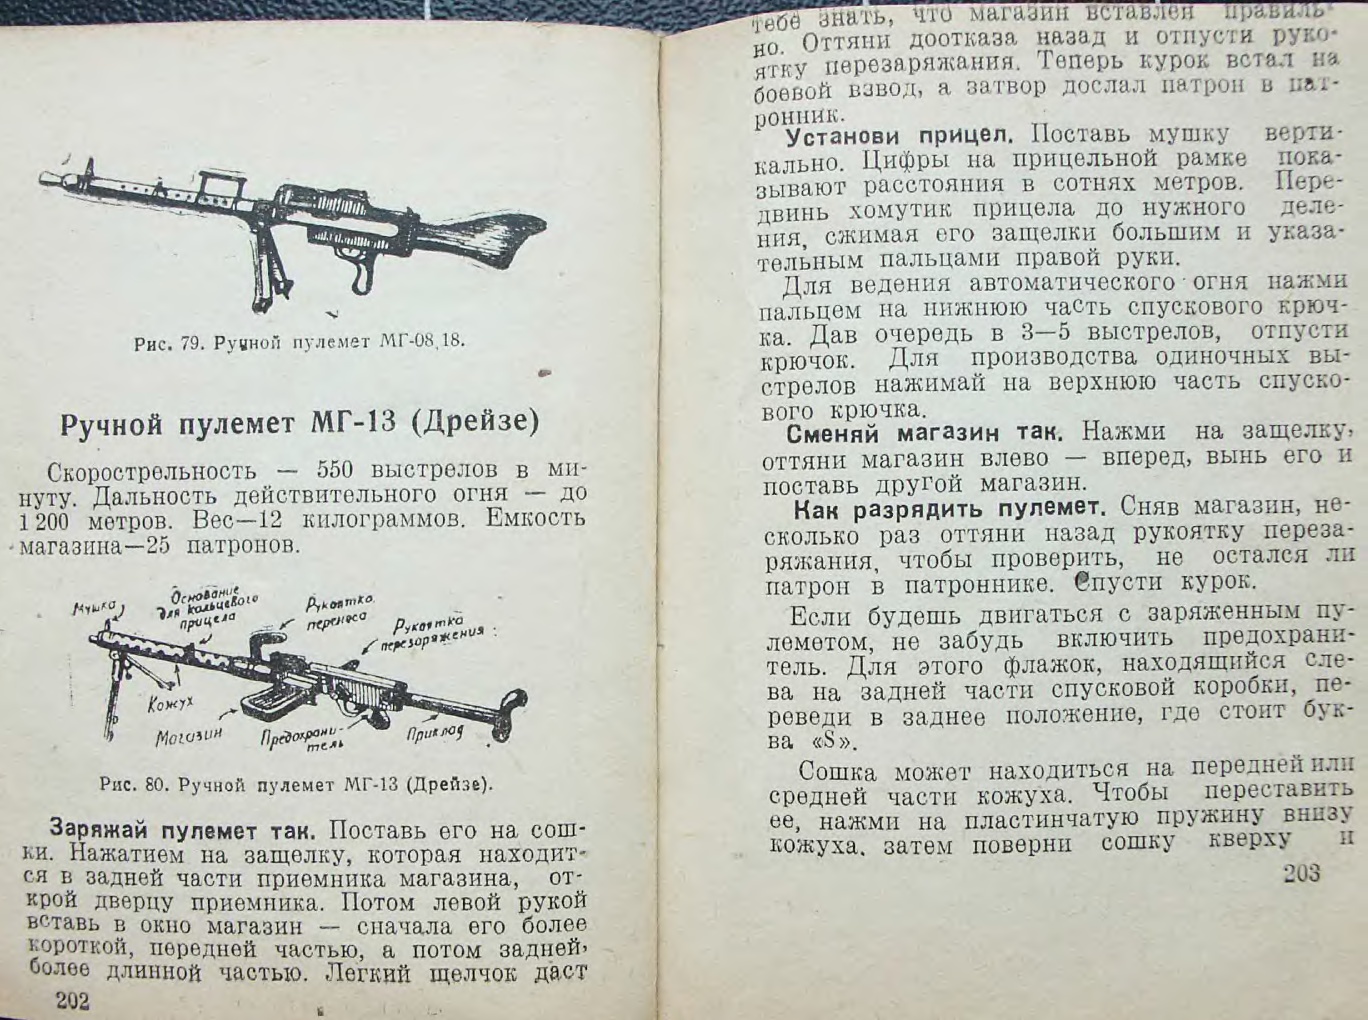 Рис. 79. Ручной пулемет МГ-08,18.
Ручной пулемет МГ-13 (Дрейзе)
Скорострельность — 550 выстрелов в ми-
нуту. Дальность действительного огня — до
1 200 метров. Вес—12 килограммов. Емкость
магазина—25 патронов.
Мушка
Основание
для кольцевого
прицела
Рукоятка
переноса
Рукоятка
перезаряжения
Кожух
Магазин
Предохрани-
тель
Приклад
Рис. 80. Ручной пулемет МГ-13 (Дрейзе).
Заряжай пулемет так. Поставь его на сош-
ки. Нажатием на защелку, которая находит-
ся в задней части приемника магазина, от-
крой дверцу приемника. Потом левой рукой
вставь в окно магазин — сначала его более
короткой, передней частью, а потом задней,
более длинной частью. Легкий щелчок даст
202
тебе знать, что магазин вставлен правиль-
но. Оттяни доотказа назад и отпусти руко-
ятку перезаряжания. Теперь курок встал на
боевой взвод, а затвор дослал патрон в пат-
ронник.
Установи прицел. Поставь мушку верти-
кально. Цифры на прицельной рамке пока-
зывают расстояния в сотнях метров. Пере-
двинь хомутик прицела до нужного деле-
ния, сжимая его защелки большим и указа-
тельным пальцами правой руки.
Для ведения автоматического огня нажми
пальцем на нижнюю часть спускового крюч-
ка. Дав очередь в 3—5 выстрелов, отпусти
крючок. Для производства одиночных вы-
стрелов нажимай на верхнюю часть спуско-
вого крючка.
Сменяй магазин так. Нажми на защелку,
оттяни магазин влево — вперед, вынь его и
поставь другой магазин.
Как разрядить пулемет. Сняв магазин, не-
сколько раз оттяни назад рукоятку переза-
ряжания, чтобы проверить, не остался ли
патрон в патроннике. Спусти курок.
Если будешь двигаться с заряженным пу-
леметом, не забудь включить предохрани-
тель. Для этого флажок, находящийся сле-
ва на задней части спусковой коробки, пе-
реведи в заднее положение, где стоит бук-
ва «S».
Сошка может находиться на передней или
средней части кожуха. Чтобы переставить
ее, нажми на пластинчатую пружину внизу
кожуха, затем поверни сошку кверху и
203